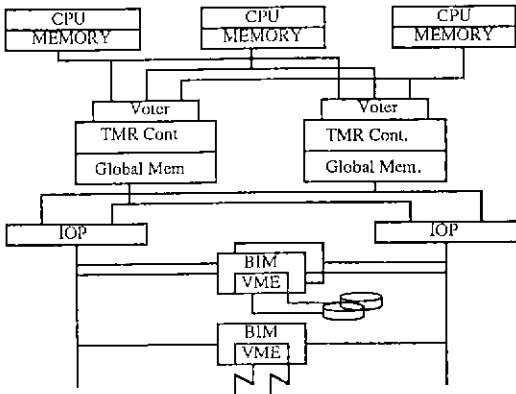 CPU
MEMORY
CPU
MEMORY
CPU
MEMORY
Voter
TMR Cont
Global Mem
Voter
TMR Cont.
Global Mem.
IOP
IOP
BIM
VME
BIM
VME